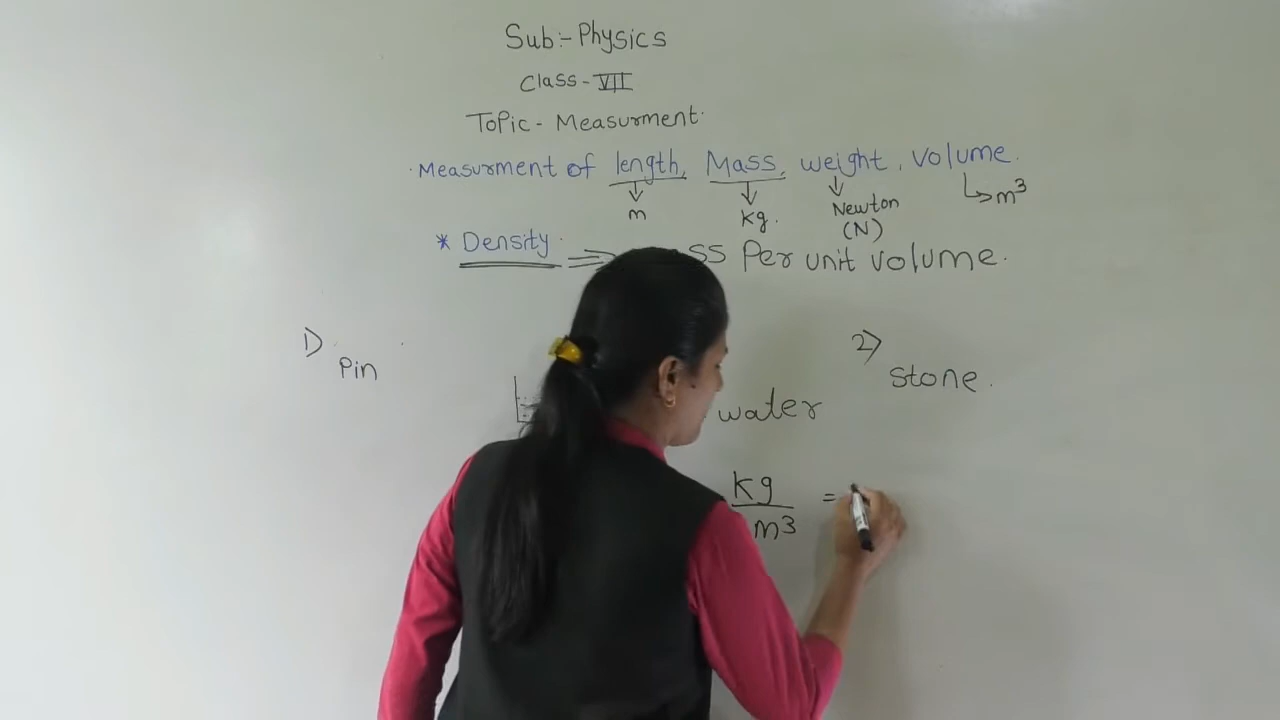 Sub:- Physics
Class - VII
Topic - Measurment.
Measurment of length, Mass, weight, volume.
m kg. Newton (N) m³
* Density ⇒ SS Per unit volume.
1) Pin
2) stone.
water
kg/m³ =